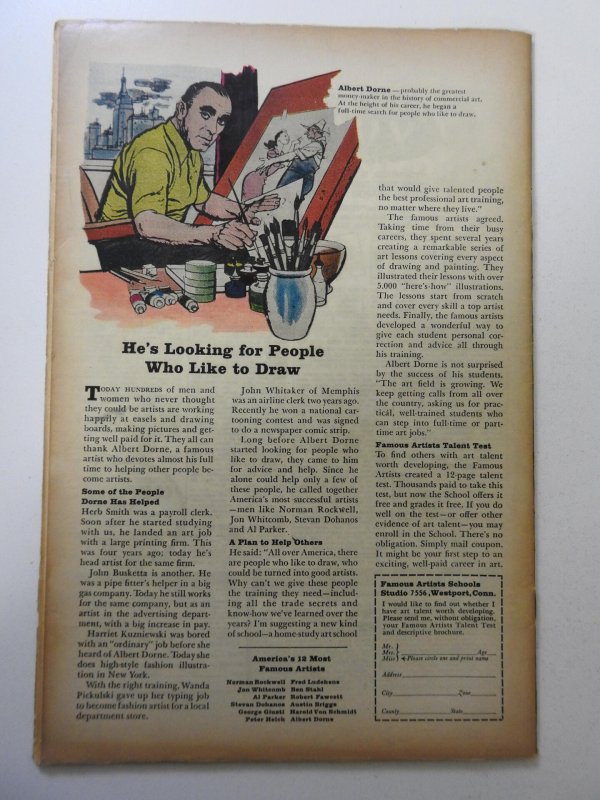 Albert Dorne — probably the greatest
money-maker in the history of commercial art.
At the height of his career, he began a
full-time search for people who like to draw.
He's Looking for People
Who Like to Draw
TODAY HUNDREDS of men and
women who never thought
they could be artists are working
happily at easels and drawing
boards, making pictures and get-
ting well paid for it. They all can
thank Albert Dorne, a famous
artist who devotes almost his full
time to helping other people be-
come artists.
Some of the People
Dorne Has Helped
Herb Smith was a payroll clerk.
Soon after he started studying
with us, he landed an art job
with a large printing firm. This
was four years ago; today he's
head artist for the same firm.
John Busketta is another. He
was a pipe fitter's helper in a big
gas company. Today he still works
for the same company, but as an
artist in the advertising depart-
ment, with a big increase in pay.
Harriet Kuzniewski was bored
with an "ordinary" job before she
heard of Albert Dorne. Today she
does high-style fashion illustra-
tion in New York.
With the right training, Wanda
Pickulski gave up her typing job
to become fashion artist for a local
department store.
John Whitaker of Memphis
was an airline clerk two years ago.
Recently he won a national car-
tooning contest and was signed
to do a newspaper comic strip.
Long before Albert Dorne
started looking for people who
like to draw, they came to him
for advice and help. Since he
alone could help only a few of
these people, he called together
America's most successful artists
—men like Norman Rockwell,
Jon Whitcomb, Stevan Dohanos
and Al Parker.
A Plan to Help Others
He said: "All over America, there
are people who like to draw, who
could be turned into good artists.
Why can't we give these people
the training they need—includ-
ing all the trade secrets and
know-how we've learned over the
years? I'm suggesting a new kind
of school—a home-study art school
that would give talented people
the best professional art training,
no matter where they live."
The famous artists agreed.
Taking time from their busy
careers, they spent several years
creating a remarkable series of
art lessons covering every aspect
of drawing and painting. They
illustrated their lessons with over
5,000 "here's-how" illustrations.
The lessons start from scratch
and cover every skill a top artist
needs. Finally, the famous artists
developed a wonderful way to
give each student personal cor-
rection and advice all through
his training.
Albert Dorne is not surprised
by the success of his students.
"The art field is growing. We
keep getting calls from all over
the country, asking us for prac-
tical, well-trained students who
can step into full-time or part-
time art jobs."
Famous Artists Talent Test
To find others with art talent
worth developing, the Famous
Artists created a 12-page talent
test. Thousands paid to take this
test, but now the School offers it
free and grades it free. If you do
well on the test—or offer other
evidence of art talent—you may
enroll in the School. There's no
obligation. Simply mail coupon.
It might be your first step to an
exciting, well-paid career in art.
America's 12 Most
Famous Artists
Norman Rockwell Fred Ludekens
Jon Whitcomb Ben Stahl
Al Parker Robert Fawcett
Stevan Dohanos Austin Briggs
George Giusti Harold Von Schmidt
Peter Helck Albert Dorne
Famous Artists Schools
Studio 7556, Westport, Conn.
I would like to find out whether I
have art talent worth developing.
Please send me, without obligation,
your Famous Artists Talent Test
and descriptive brochure.
Mr.
Mrs. Age
Miss Please circle one and print name
Address
City Zone
County State